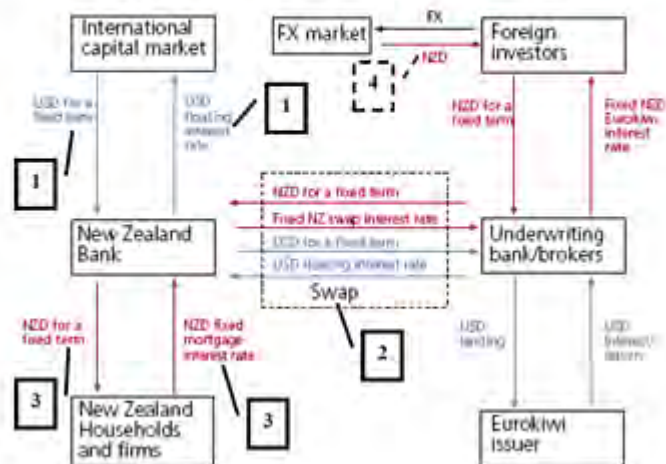 International
capital market
FX market
FX
Foreign
investors
4
NZD
1
USD for a
fixed term
USD
floating
interest
rate
1
NZD for a
fixed term
Fixed NZD
Eurokiwi
interest
rate
NZD for a fixed term
Fixed NZ swap interest rate
USD for a fixed term
USD floating interest rate
Swap
New Zealand
Bank
Underwriting
bank/brokers
2
NZD for a
fixed term
NZD fixed
mortgage
interest rate
USD
lending
USD
interest/
return
3
3
New Zealand
Households
and firms
Eurokiwi
issuer